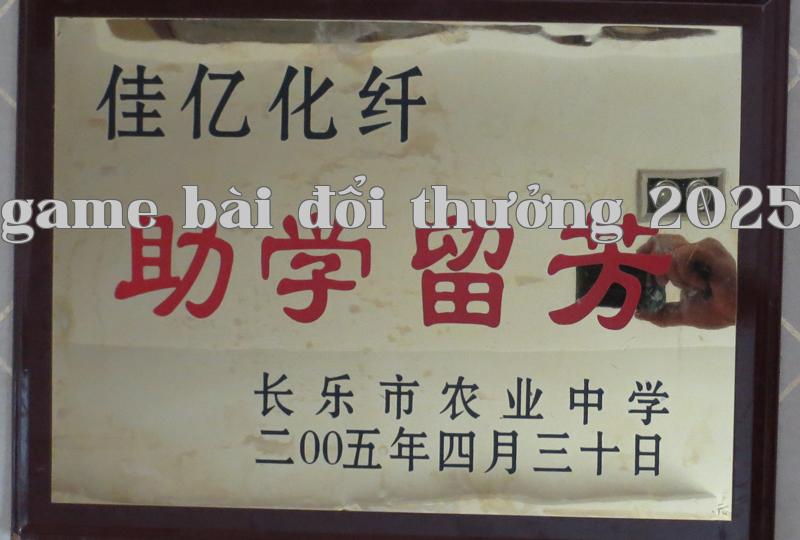 佳亿化纤
game bài đổi thưởng 2025
助学留芳
长乐市农业中学
二00五年四月三十日